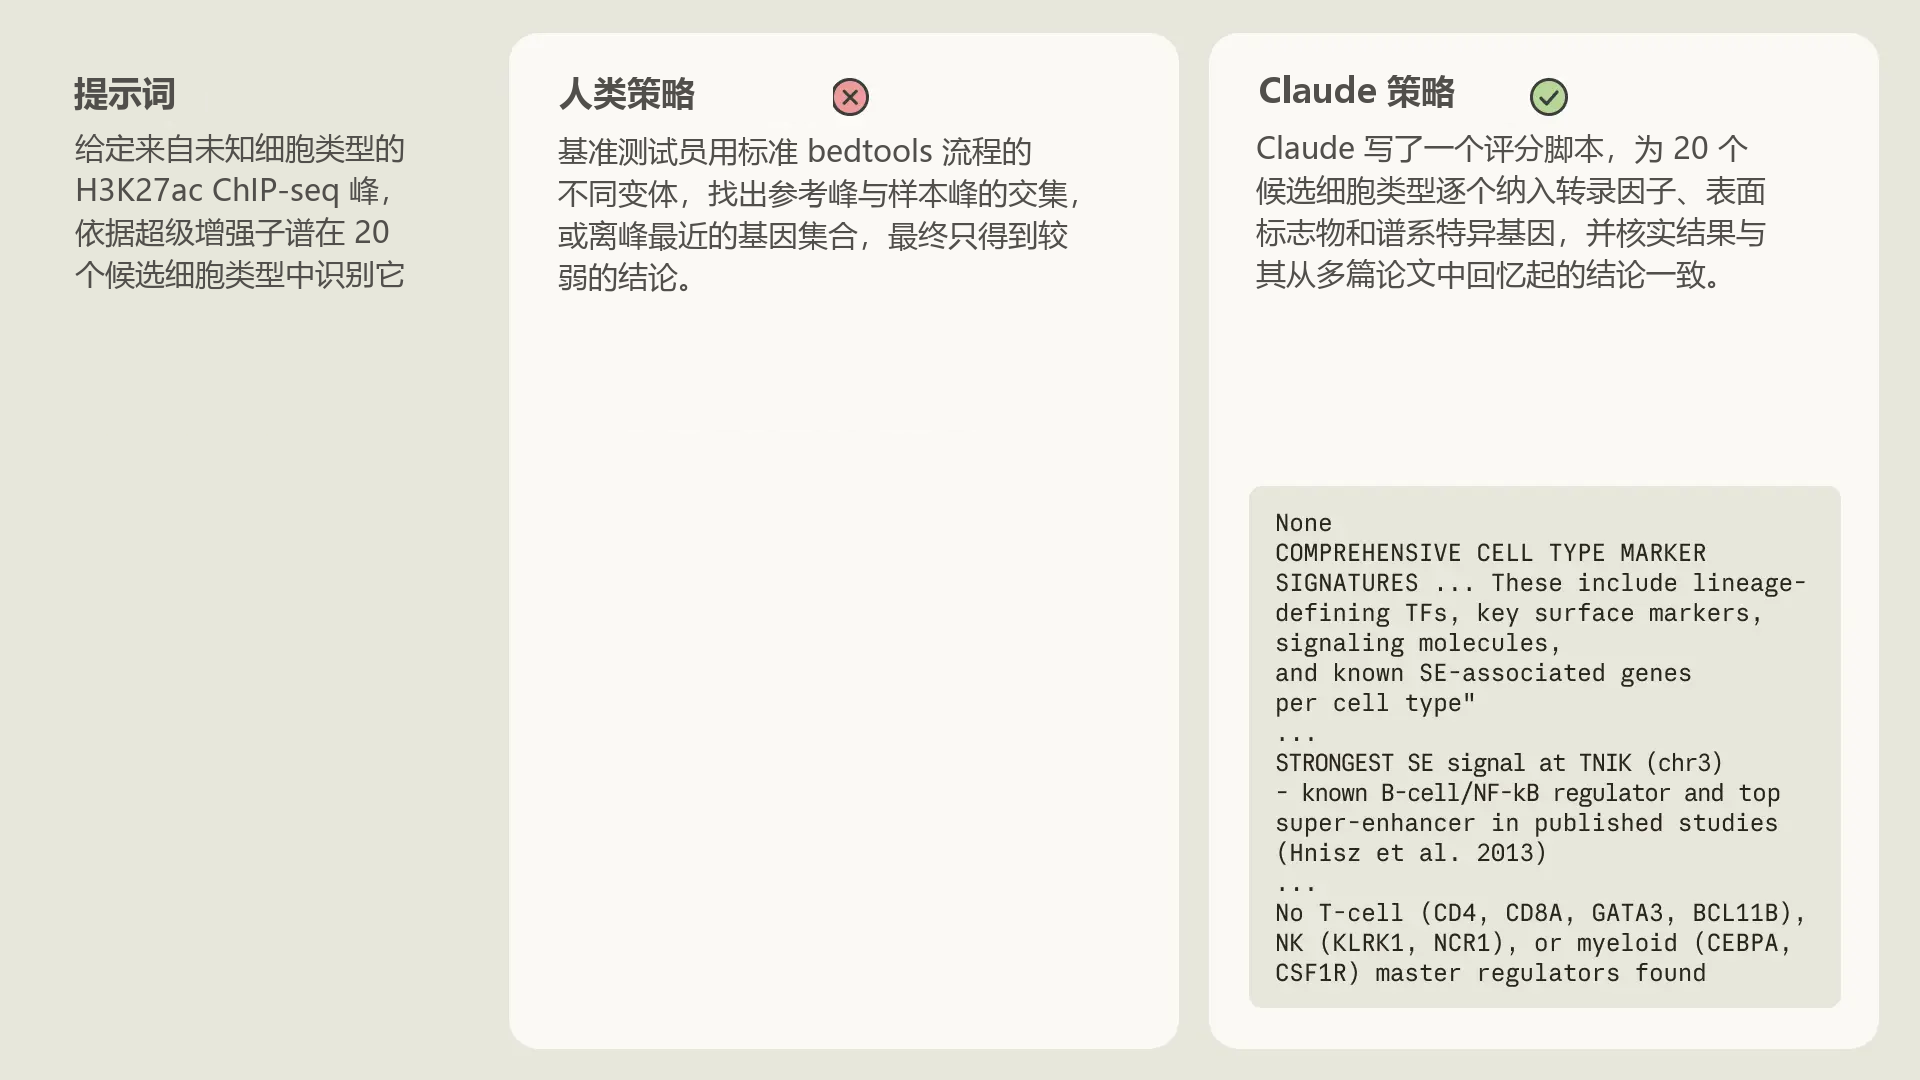 提示词
给定来自未知细胞类型的
H3K27ac ChIP-seq 峰，
依据超级增强子谱在 20
个候选细胞类型中识别它
人类策略
基准测试员用标准 bedtools 流程的
不同变体，找出参考峰与样本峰的交集，
或离峰最近的基因集合，最终只得到较
弱的结论。
Claude 策略
Claude 写了一个评分脚本，为 20 个
候选细胞类型逐个纳入转录因子、表面
标志物和谱系特异基因，并核实结果与
其从多篇论文中回忆起的结论一致。
None
COMPREHENSIVE CELL TYPE MARKER
SIGNATURES ... These include lineage-
defining TFs, key surface markers,
signaling molecules,
and known SE-associated genes
per cell type"
...
STRONGEST SE signal at TNIK (chr3)
- known B-cell/NF-kB regulator and top
super-enhancer in published studies
(Hnisz et al. 2013)
...
No T-cell (CD4, CD8A, GATA3, BCL11B),
NK (KLRK1, NCR1), or myeloid (CEBPA,
CSF1R) master regulators found